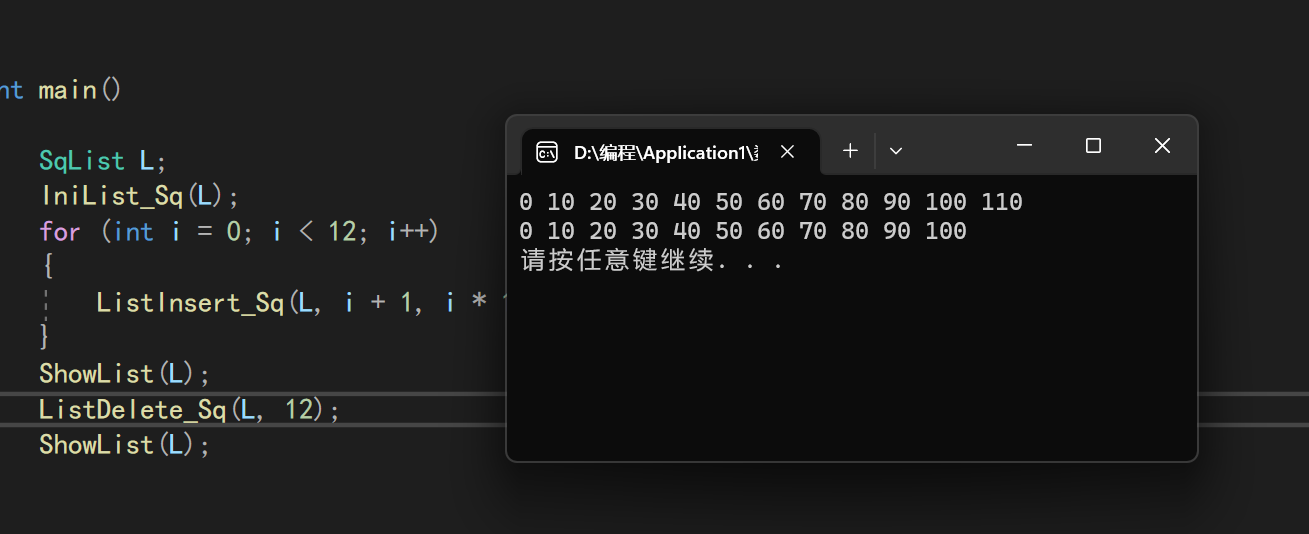 nt main()
SqList L;
IniList_Sq(L);
for (int i = 0; i < 12; i++)
{
ListInsert_Sq(L, i + 1, i *
}
ShowList(L);
ListDelete_Sq(L, 12);
ShowList(L);
D:\编程\Application1\
0 10 20 30 40 50 60 70 80 90 100 110
0 10 20 30 40 50 60 70 80 90 100
请按任意键继续. . .